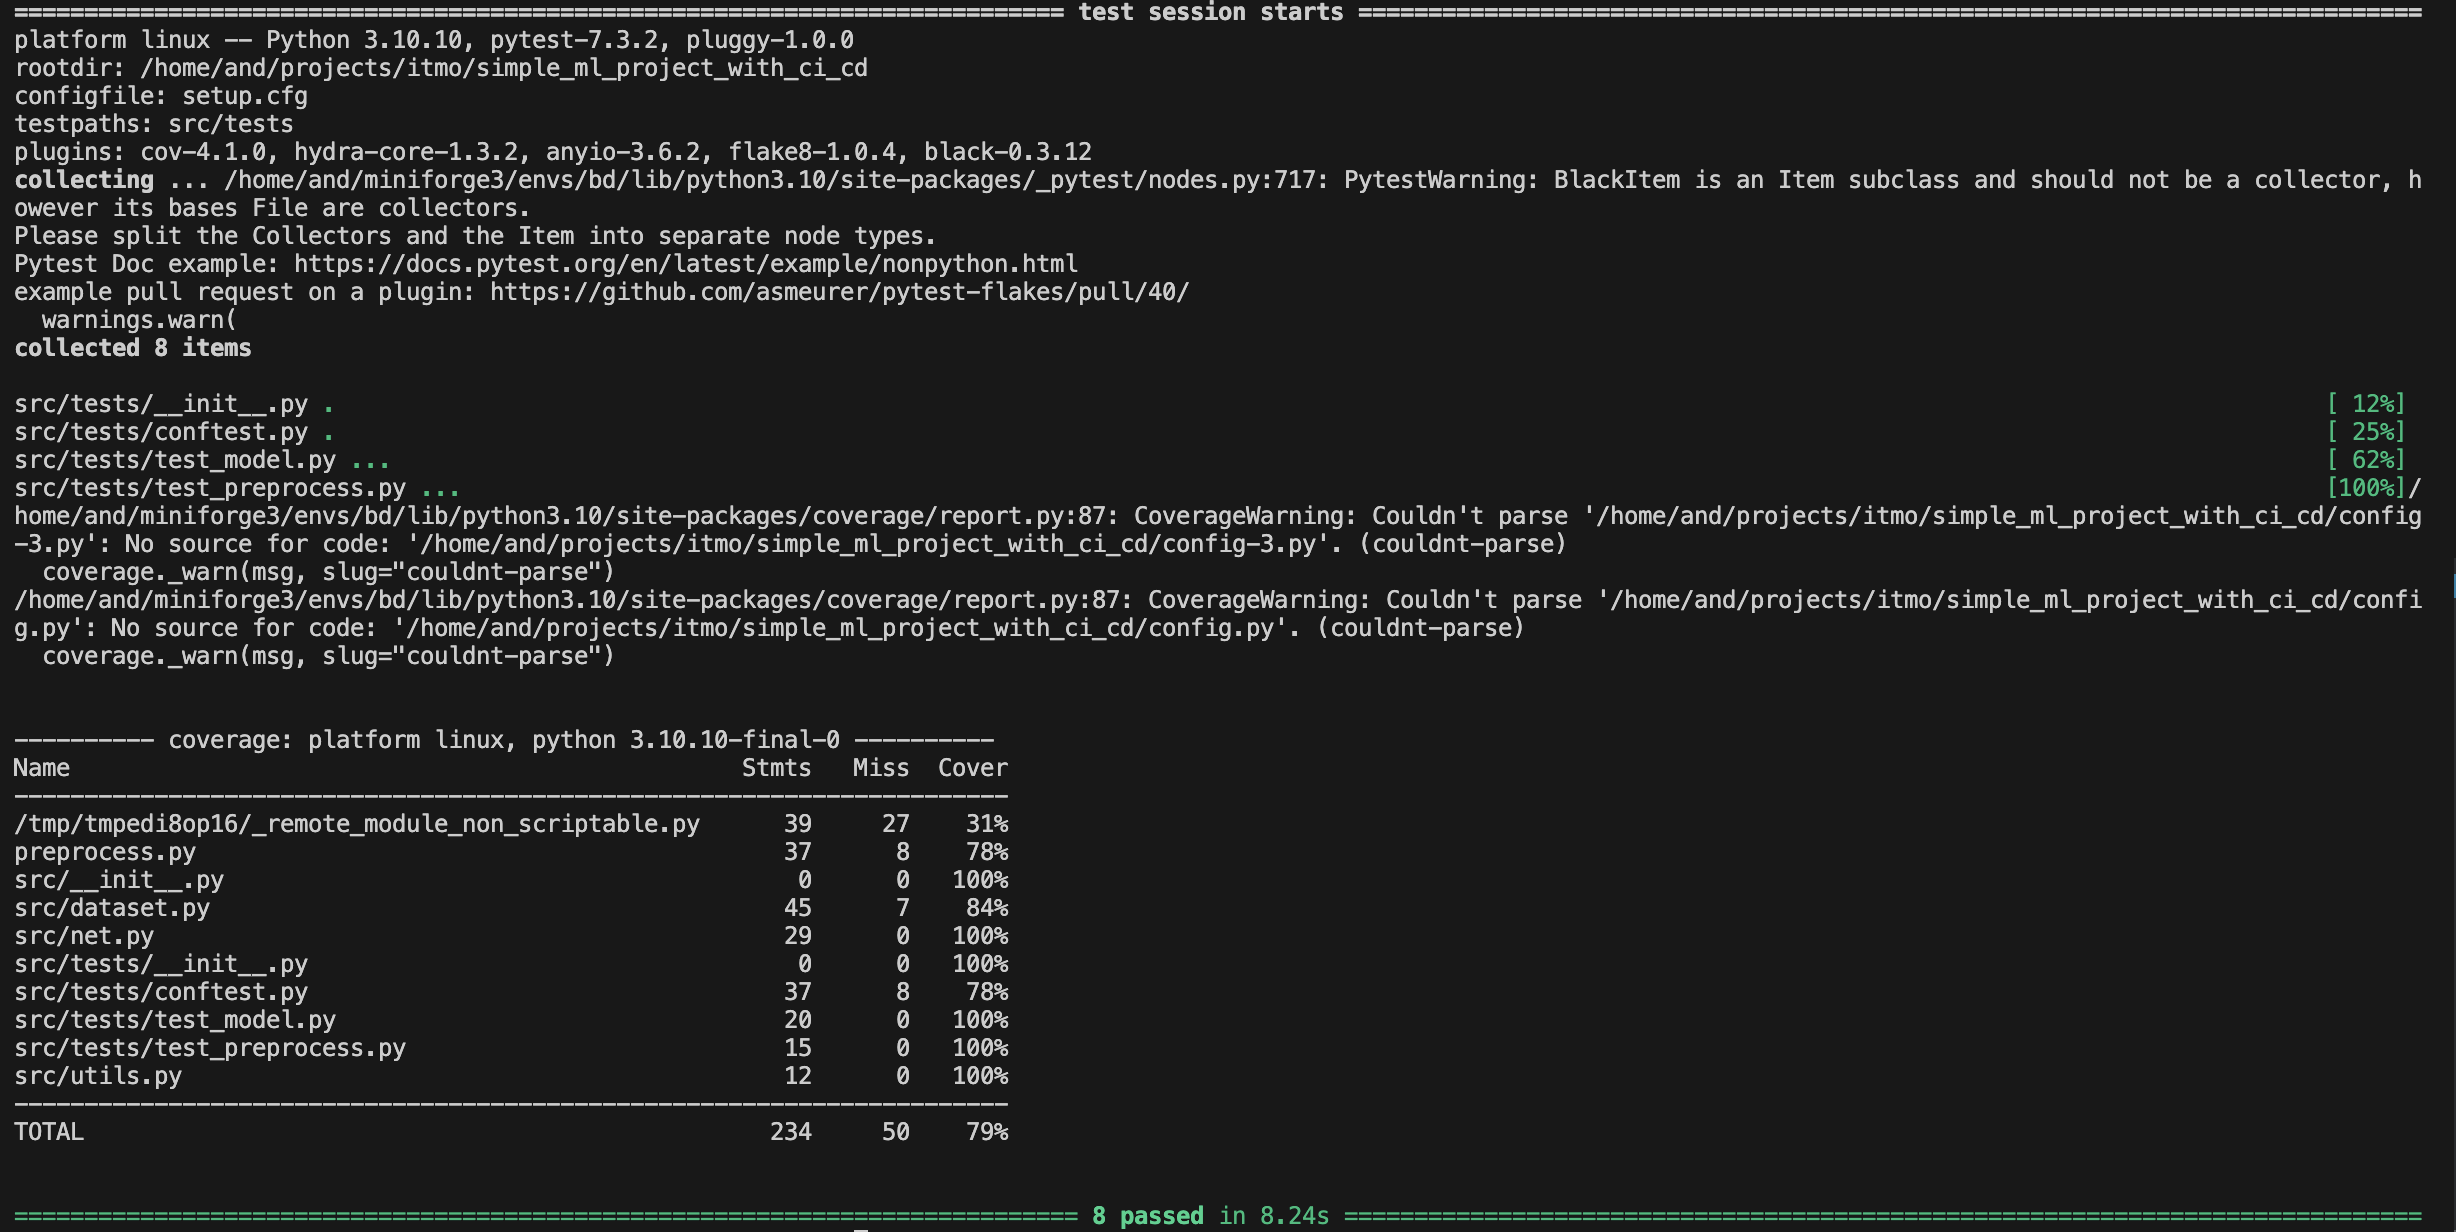 =========================================================================== test session starts ============================================================================
platform linux -- Python 3.10.10, pytest-7.3.2, pluggy-1.0.0
rootdir: /home/and/projects/itmo/simple_ml_project_with_ci_cd
configfile: setup.cfg
testpaths: src/tests
plugins: cov-4.1.0, hydra-core-1.3.2, anyio-3.6.2, flake8-1.0.4, black-0.3.12
collecting ... /home/and/miniforge3/envs/bd/lib/python3.10/site-packages/_pytest/nodes.py:717: PytestWarning: BlackItem is an Item subclass and should not be a collector, h
owever its bases File are collectors.
Please split the Collectors and the Item into separate node types.
Pytest Doc example: https://docs.pytest.org/en/latest/example/nonpython.html
example pull request on a plugin: https://github.com/asmeurer/pytest-flakes/pull/40/
  warnings.warn(
collected 8 items

src/tests/__init__.py . [ 12%]
src/tests/conftest.py . [ 25%]
src/tests/test_model.py ... [ 62%]
src/tests/test_preprocess.py ... [100%]/
home/and/miniforge3/envs/bd/lib/python3.10/site-packages/coverage/report.py:87: CoverageWarning: Couldn't parse '/home/and/projects/itmo/simple_ml_project_with_ci_cd/config
-3.py': No source for code: '/home/and/projects/itmo/simple_ml_project_with_ci_cd/config-3.py'. (couldnt-parse)
  coverage._warn(msg, slug="couldnt-parse")
/home/and/miniforge3/envs/bd/lib/python3.10/site-packages/coverage/report.py:87: CoverageWarning: Couldn't parse '/home/and/projects/itmo/simple_ml_project_with_ci_cd/confi
g.py': No source for code: '/home/and/projects/itmo/simple_ml_project_with_ci_cd/config.py'. (couldnt-parse)
  coverage._warn(msg, slug="couldnt-parse")

---------- coverage: platform linux, python 3.10.10-final-0 ----------
Name                                              Stmts   Miss  Cover
-----------------------------------------------------------------------
/tmp/tmpedi8op16/_remote_module_non_scriptable.py      39     27    31%
preprocess.py                                          37      8    78%
src/__init__.py                                         0      0   100%
src/dataset.py                                         45      7    84%
src/net.py                                             29      0   100%
src/tests/__init__.py                                   0      0   100%
src/tests/conftest.py                                  37      8    78%
src/tests/test_model.py                                20      0   100%
src/tests/test_preprocess.py                           15      0   100%
src/utils.py                                           12      0   100%
-----------------------------------------------------------------------
TOTAL                                                 234     50    79%

============================================================================ 8 passed in 8.24s =============================================================================